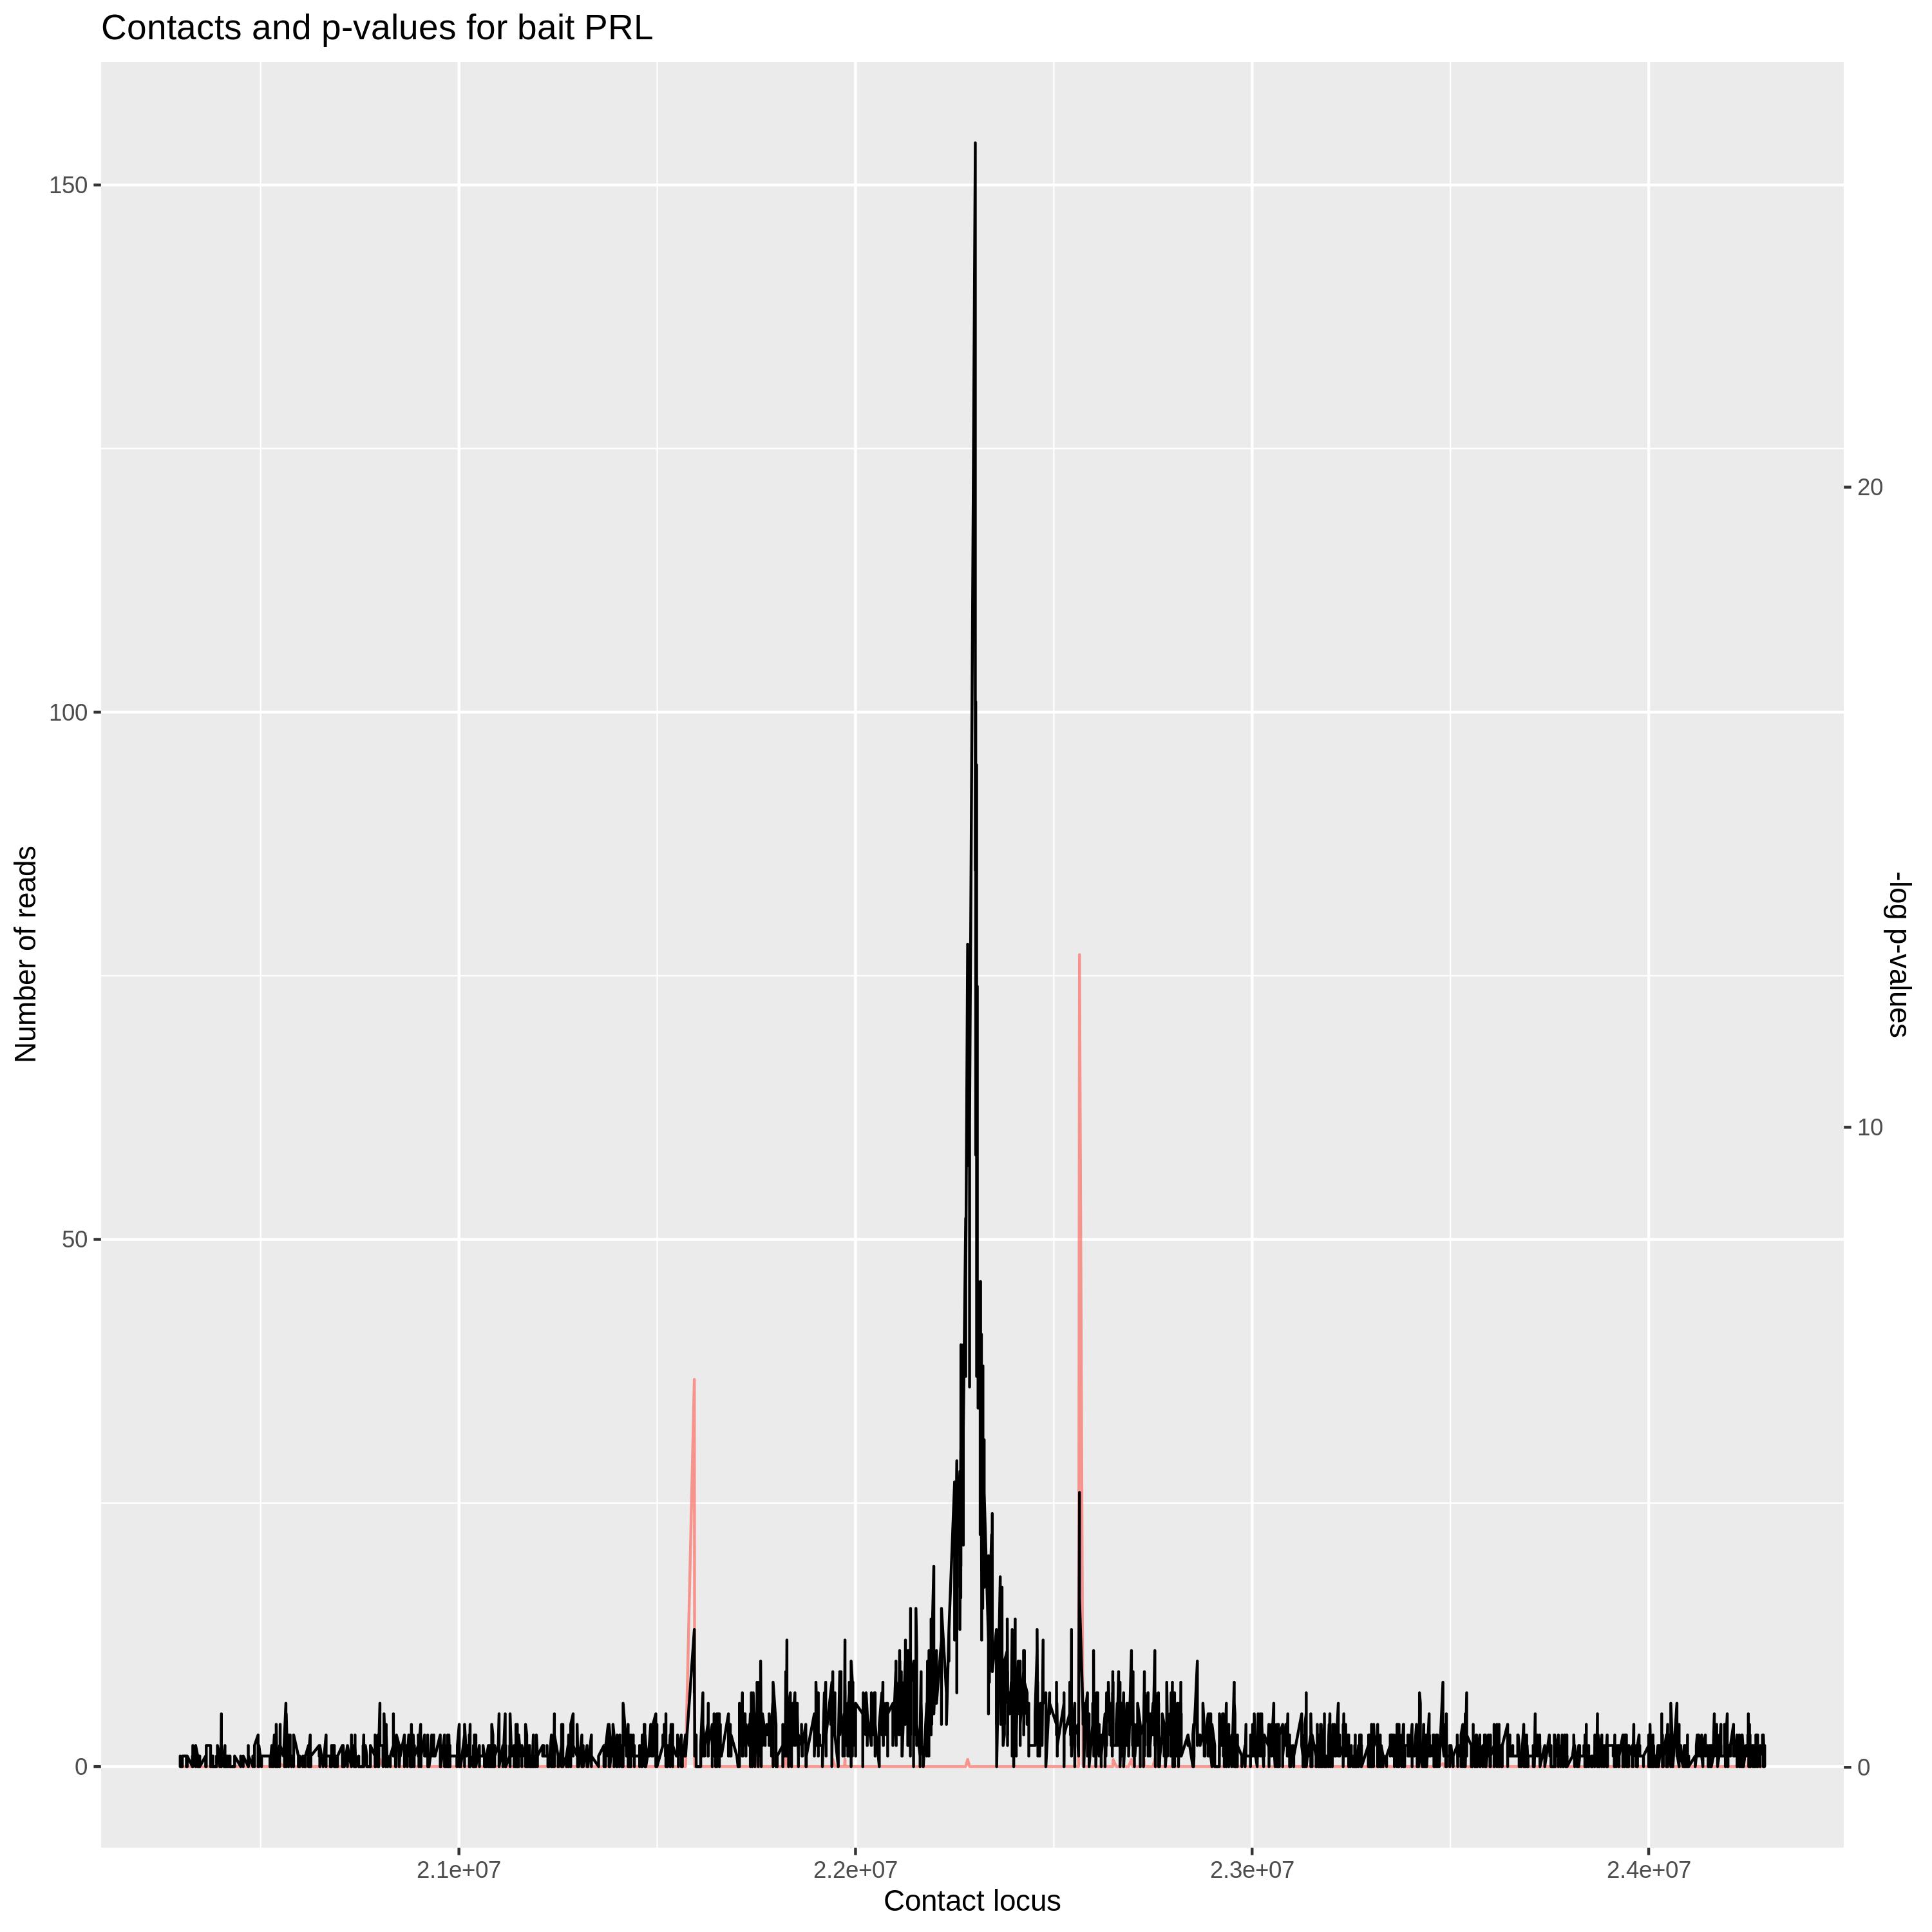 Contacts and p-values for bait PRL
150
100
50
0
Number of reads
20
10
0
-log p-values
2.1e+07
2.2e+07
2.3e+07
2.4e+07
Contact locus